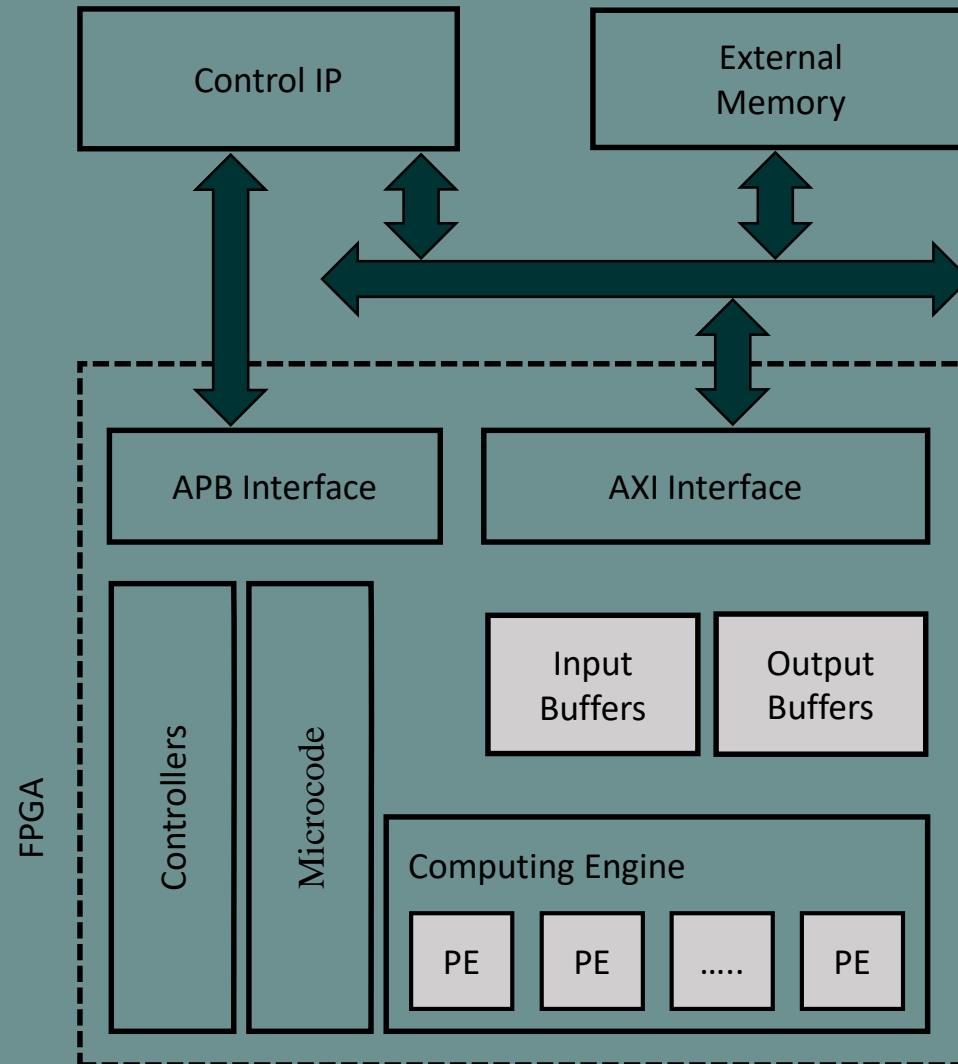 Control IP
External
Memory
APB Interface
AXI Interface
FPGA
Controllers
Microcode
Input
Buffers
Output
Buffers
Computing Engine
PE
PE
.....
PE